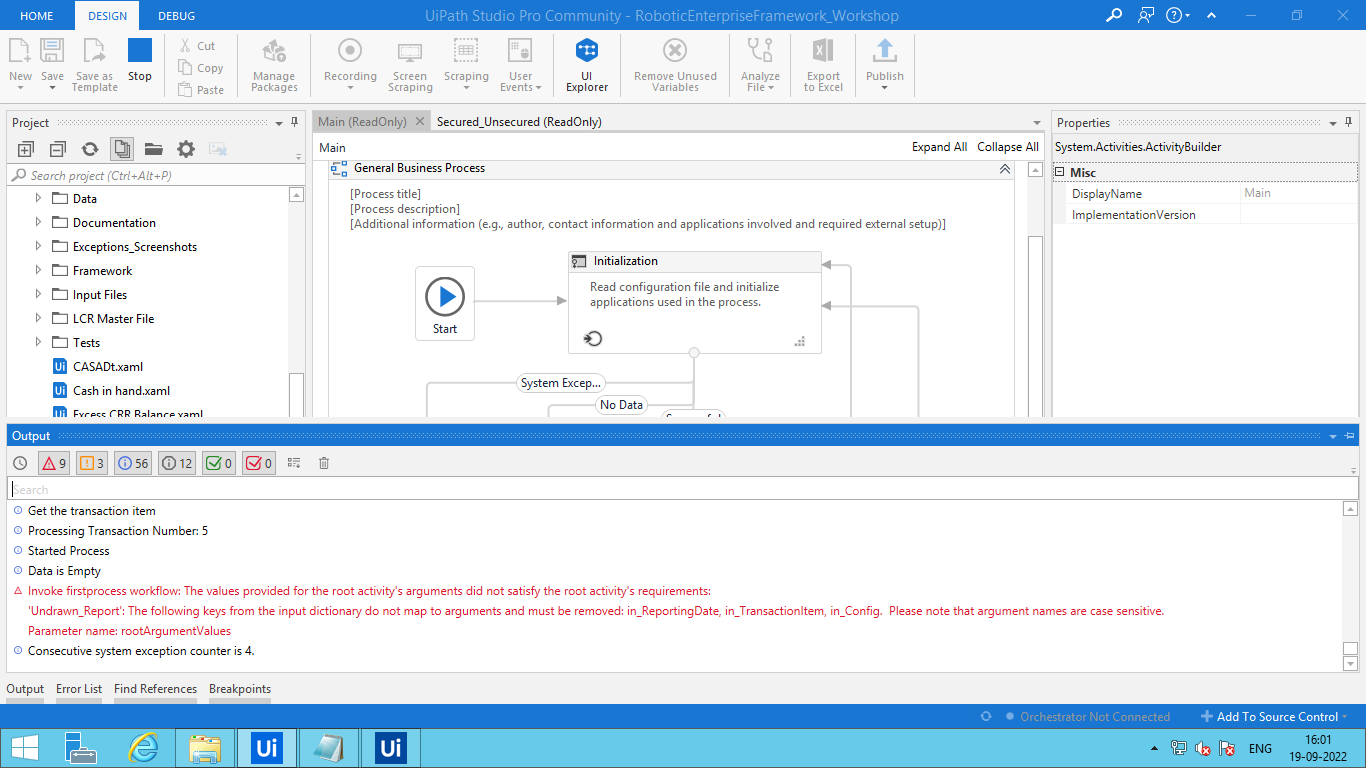 HOME DESIGN DEBUG
UiPath Studio Pro Community - RoboticEnterpriseFramework_Workshop
New
Save
Save as
Template
Stop
Cut
Copy
Paste
Manage
Packages
Recording
Screen
Scraping
Scraping
User
Events
UI
Explorer
Remove Unused
Variables
Analyze
File
Export
to Excel
Publish
Project
Search project (Ctrl+Alt+P)
Data
Documentation
Exceptions_Screenshots
Framework
Input Files
LCR Master File
Tests
Ui CASADt.xaml
Ui Cash in hand.xaml
Ui Excess CRR Balance.xaml
Main (ReadOnly)
Secured_Unsecured (ReadOnly)
Main
Expand All Collapse All
General Business Process
[Process title]
[Process description]
[Additional information (e.g., author, contact information and applications involved and required external setup)]
Start
Initialization
Read configuration file and initialize
applications used in the process.
System Excep...
No Data
Properties
System.Activities.ActivityBuilder
Misc
DisplayName Main
ImplementationVersion
Output
9 3 56 12 0 0
Search
Get the transaction item
Processing Transaction Number: 5
Started Process
Data is Empty
Invoke firstprocess workflow: The values provided for the root activity's arguments did not satisfy the root activity's requirements:
'Undrawn_Report': The following keys from the input dictionary do not map to arguments and must be removed: in_ReportingDate, in_TransactionItem, in_Config.  Please note that argument names are case sensitive.
Parameter name: rootArgumentValues
Consecutive system exception counter is 4.
Output Error List Find References Breakpoints
Orchestrator Not Connected
Add To Source Control
Ui
Ui
ENG
16:01
19-09-2022